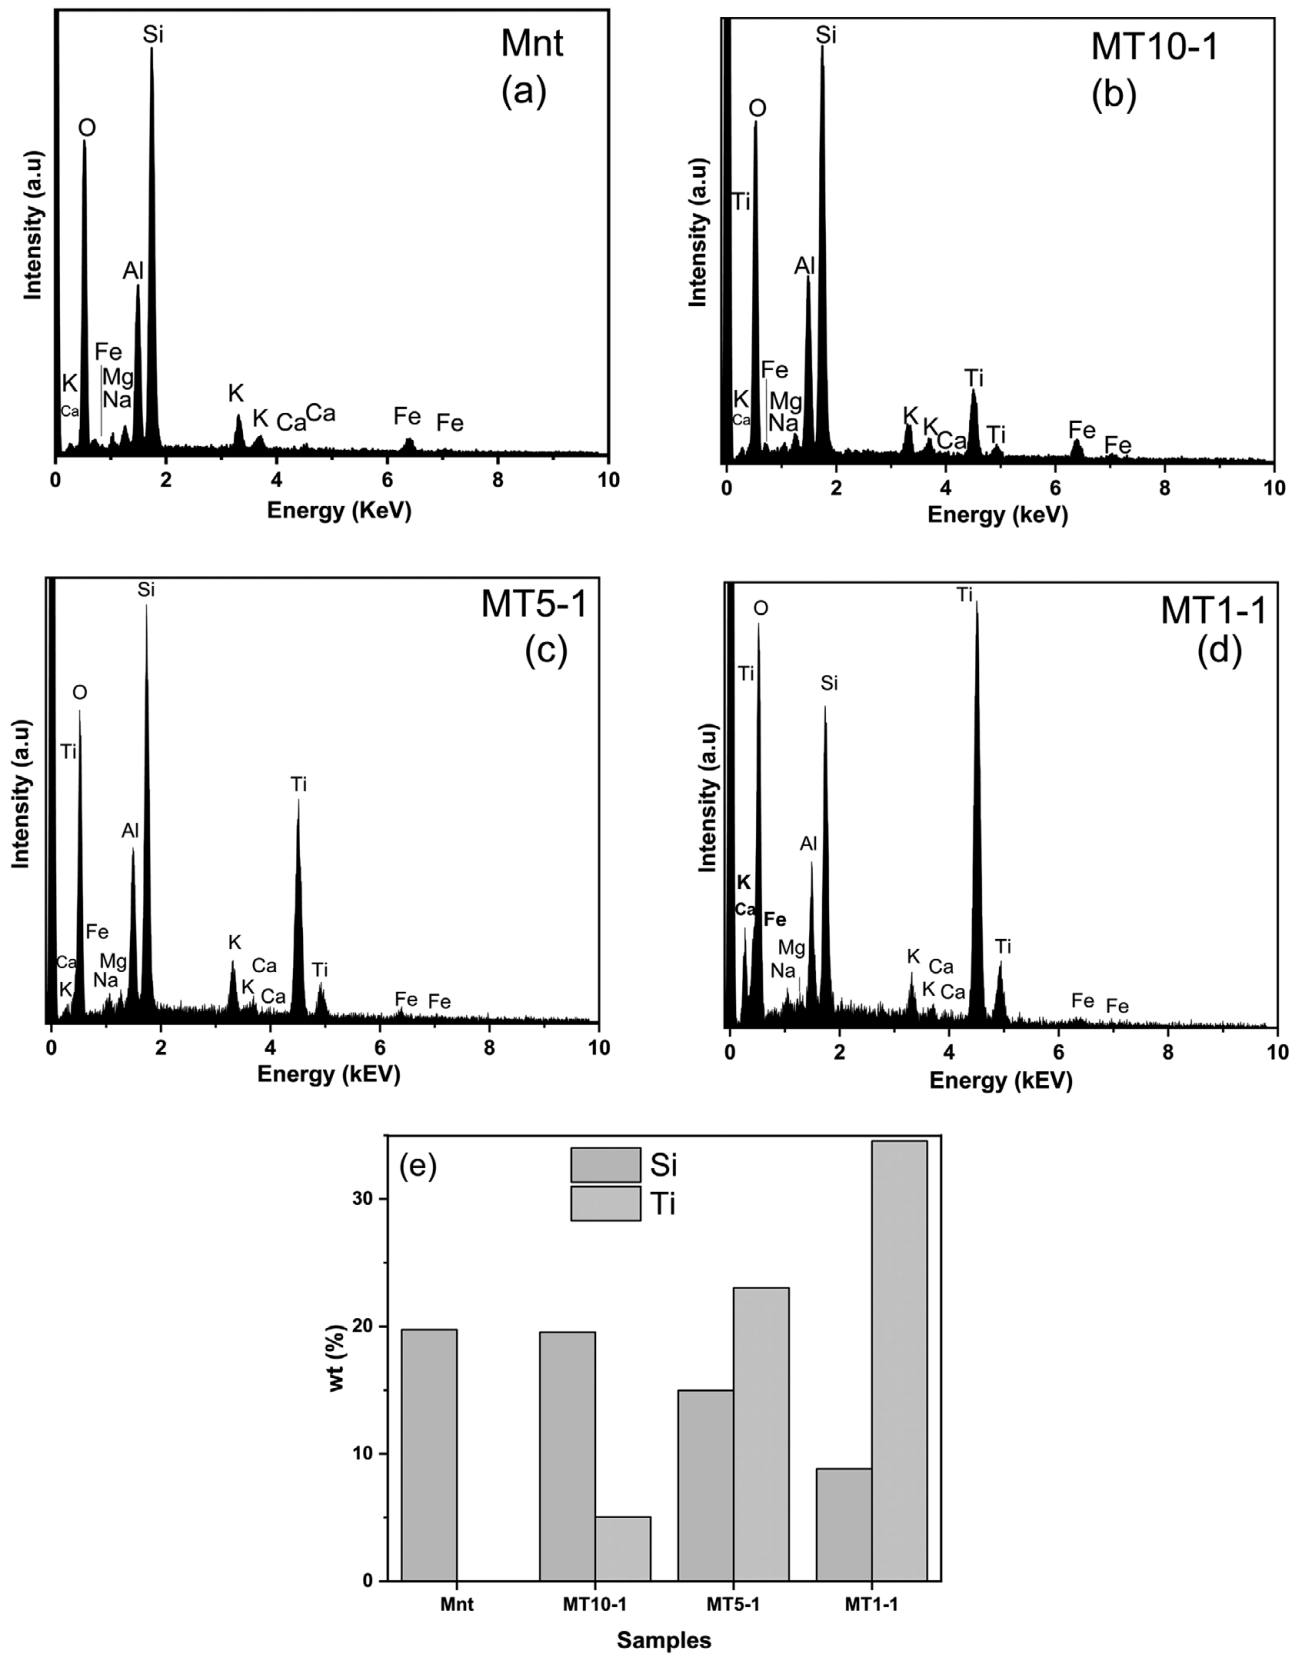 Mnt
(a)
Si
O
Al
Fe
K
Mg
Ca
Na
K
K
Ca
Ca
Fe
Fe
Intensity (a.u)
0
2
4
6
8
10
Energy (KeV)
MT10-1
(b)
Si
O
Ti
Al
Fe
K
Mg
Ca
Na
K
K
Ca
Ti
Ti
Fe
Fe
Intensity (a.u)
0
2
4
6
8
10
Energy (keV)
MT5-1
(c)
Si
O
Ti
Al
Fe
Ca
Mg
K
Na
K
K
Ca
Ca
Ti
Ti
Fe
Fe
Intensity (a.u)
0
2
4
6
8
10
Energy (kEV)
MT1-1
(d)
Ti
O
Ti
Si
Al
K
Ca
Fe
Mg
Na
K
Ca
K
Ca
Ti
Fe
Fe
Intensity (a.u)
0
2
4
6
8
10
Energy (kEV)
(e)
Si
Ti
30
20
10
0
wt (%)
Mnt
MT10-1
MT5-1
MT1-1
Samples